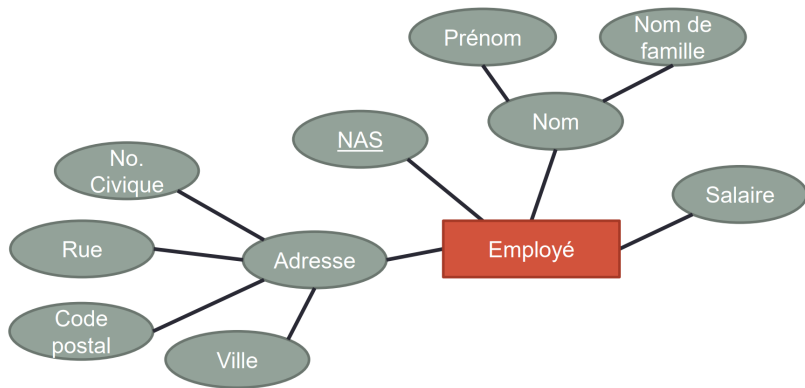 Prénom
Nom de
famille
Nom
NAS
No.
Civique
Salaire
Rue
Adresse
Employé
Code
postal
Ville